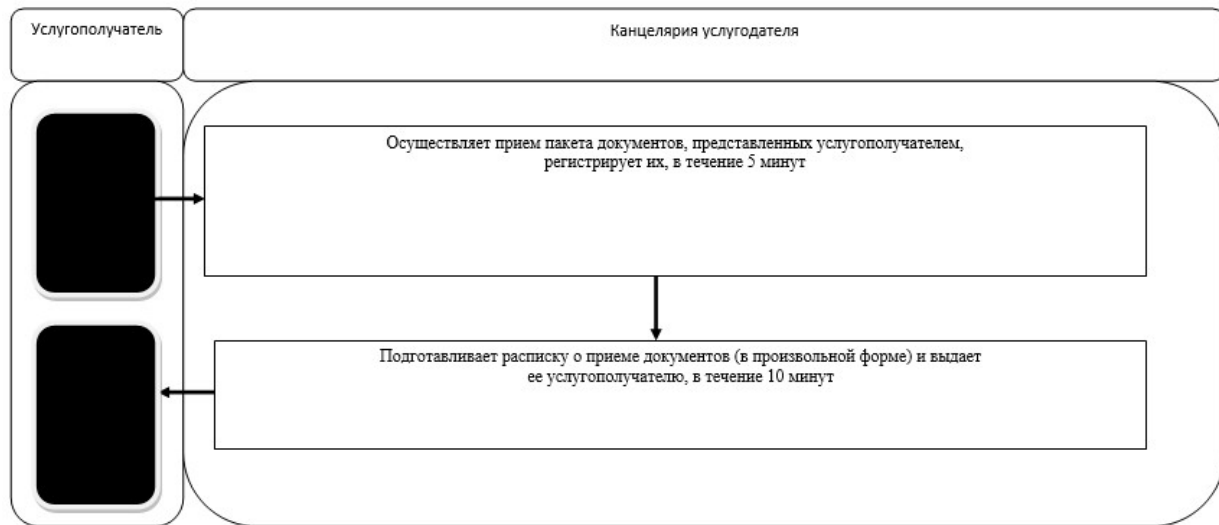 Услугополучатель
Канцелярия услугодателя
Осуществляет прием пакета документов, представленных услугополучателем,
регистрирует их, в течение 5 минут
Подготавливает расписку о приеме документов (в произвольной форме) и выдает
ее услугополучателю, в течение 10 минут